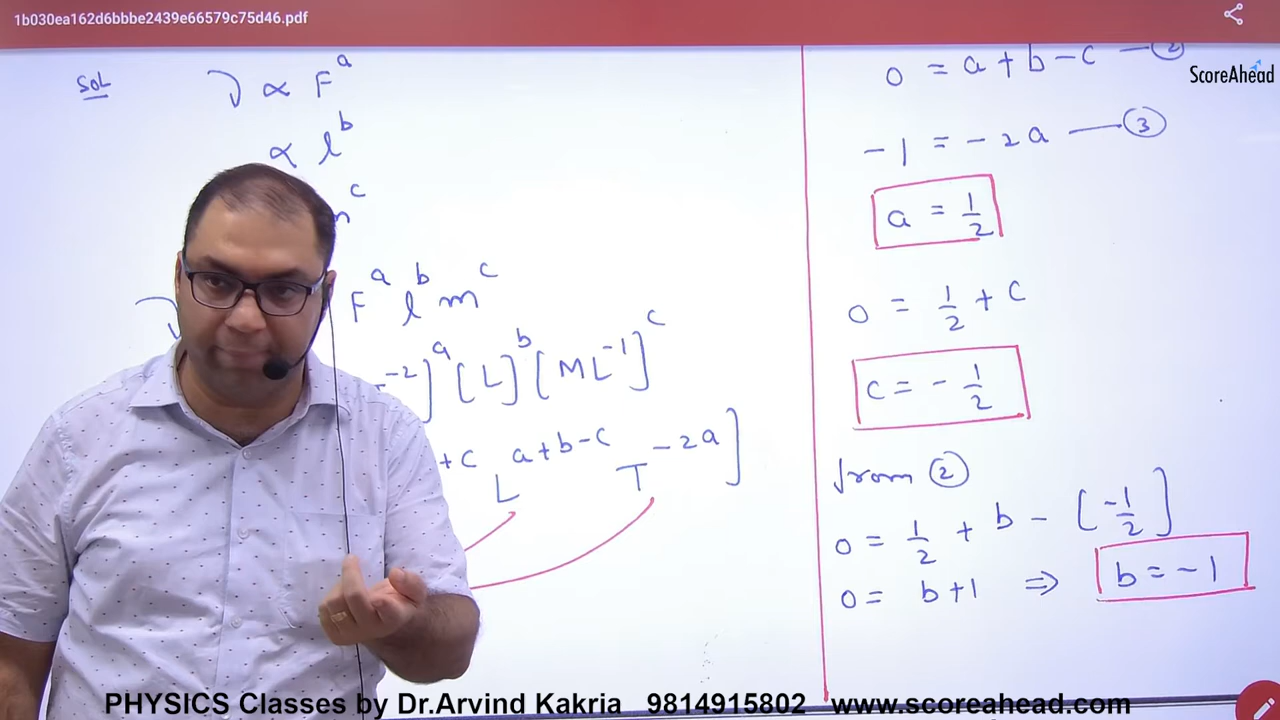 1b030ea162d6bbbe2439e66579c75d46.pdf
ScoreAhead
Sol
ν ∝ F^a
∝ l^b
m^c
ν F^a l^b m^c
T^-2]^a [L]^b [ML^-1]^c
+c L^a+b-c T^-2a]
0 = a + b - c — ②
-1 = -2a — ③
a = 1/2
0 = 1/2 + c
c = - 1/2
from ②
0 = 1/2 + b - [-1/2]
0 = b+1 ⇒ b = -1
PHYSICS Classes by Dr.Arvind Kakria 9814915802 www.scoreahead.com